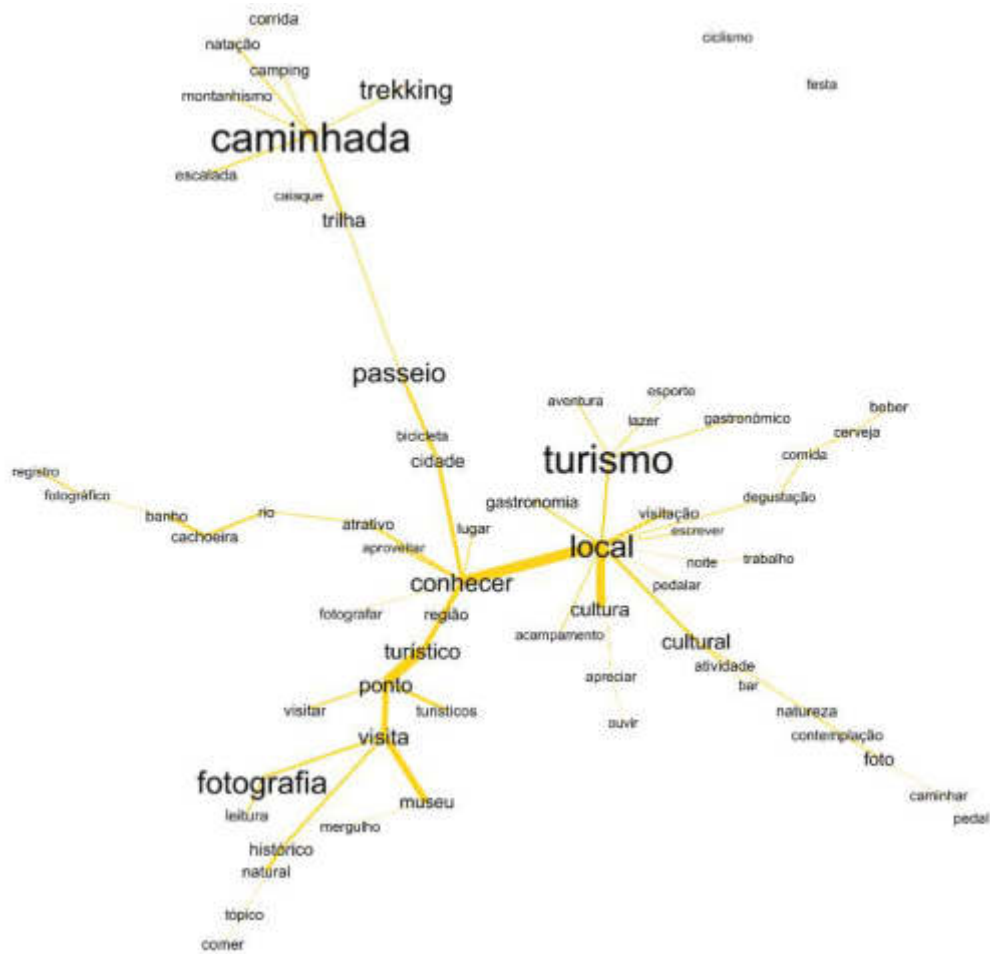 corrida
ciclismo
natação
camping
festa
trekking
montanhismo
caminhada
escalada
caiaque
trilha
passeio
esporte
aventura
beber
lazer
gastronômico
bicicleta
cerveja
cidade
comida
turismo
registro
fotográfico
degustação
gastronomia
banho
rio
visitação
atrativo
lugar
escrever
cachoeira
aproveitar
local
noite
trabalho
conhecer
pedalar
fotografar
região
cultura
acampamento
cultural
turístico
atividade
apreciar
ponto
bar
visitar
turísticos
natureza
ouvir
visita
contemplação
foto
fotografia
caminhar
museu
leitura
pedal
mergulho
histórico
natural
tópico
comer